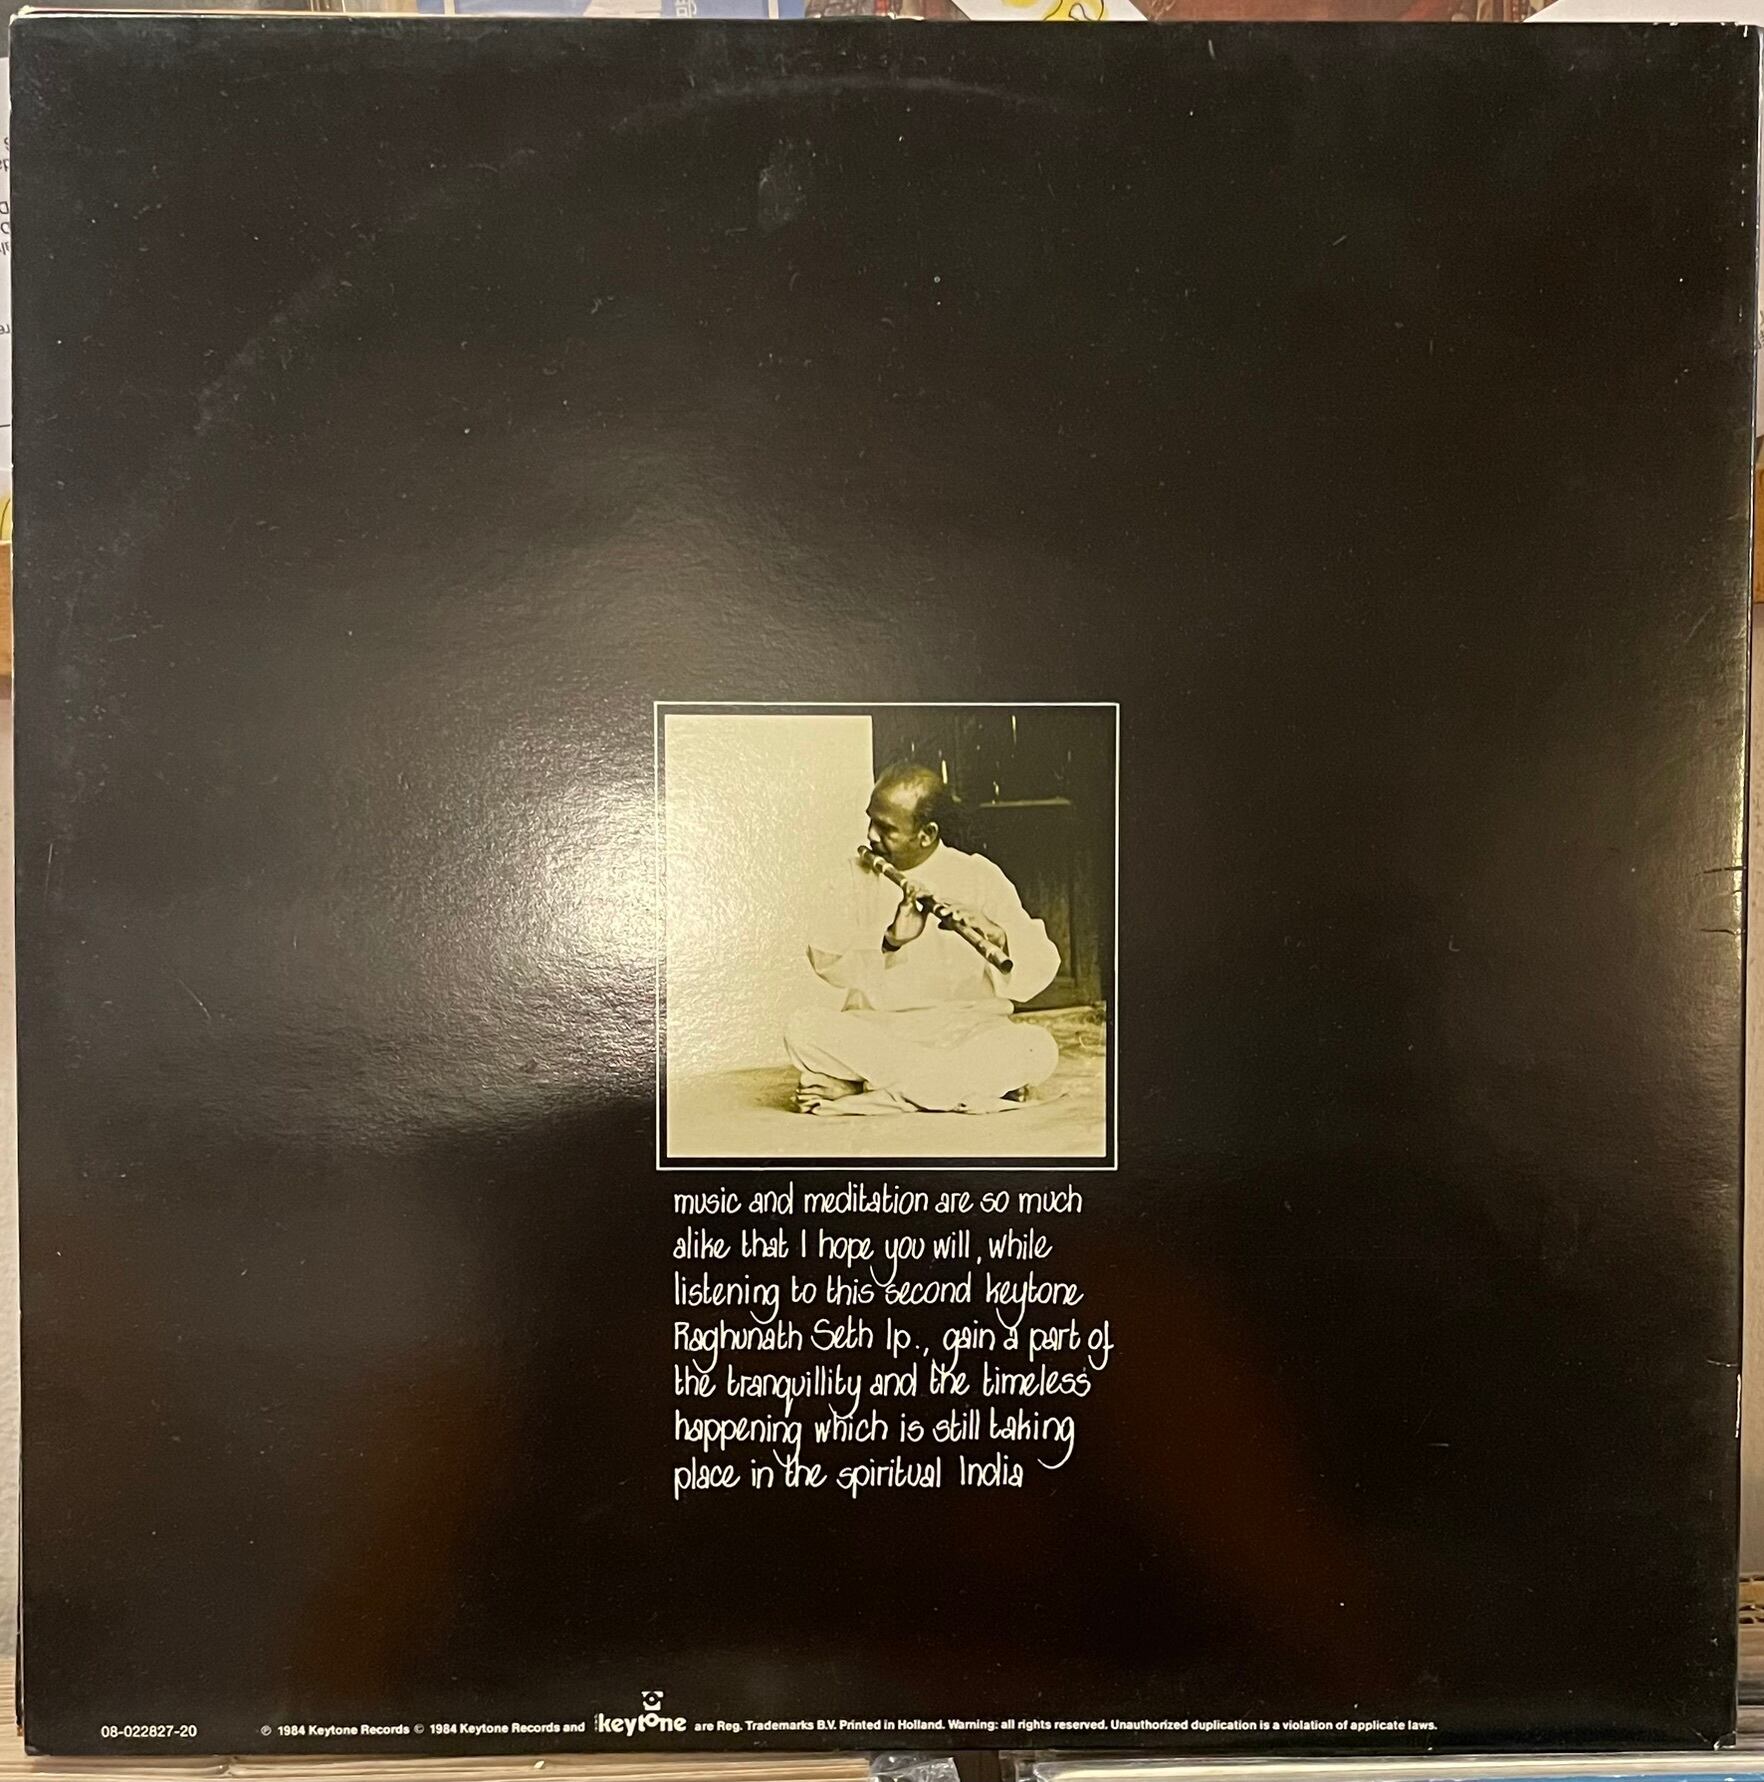 music and meditation are so much
alike that I hope you will, while
listening to this second keytone
Raghunath Seth lp., gain a part of
the tranquillity and the timeless
happening which is still taking
place in the spiritual India
08-022827-20 ℗ 1984 Keytone Records © 1984 Keytone Records and keytone are Reg. Trademarks B.V. Printed in Holland. Warning: all rights reserved. Unauthorized duplication is a violation of applicate laws.